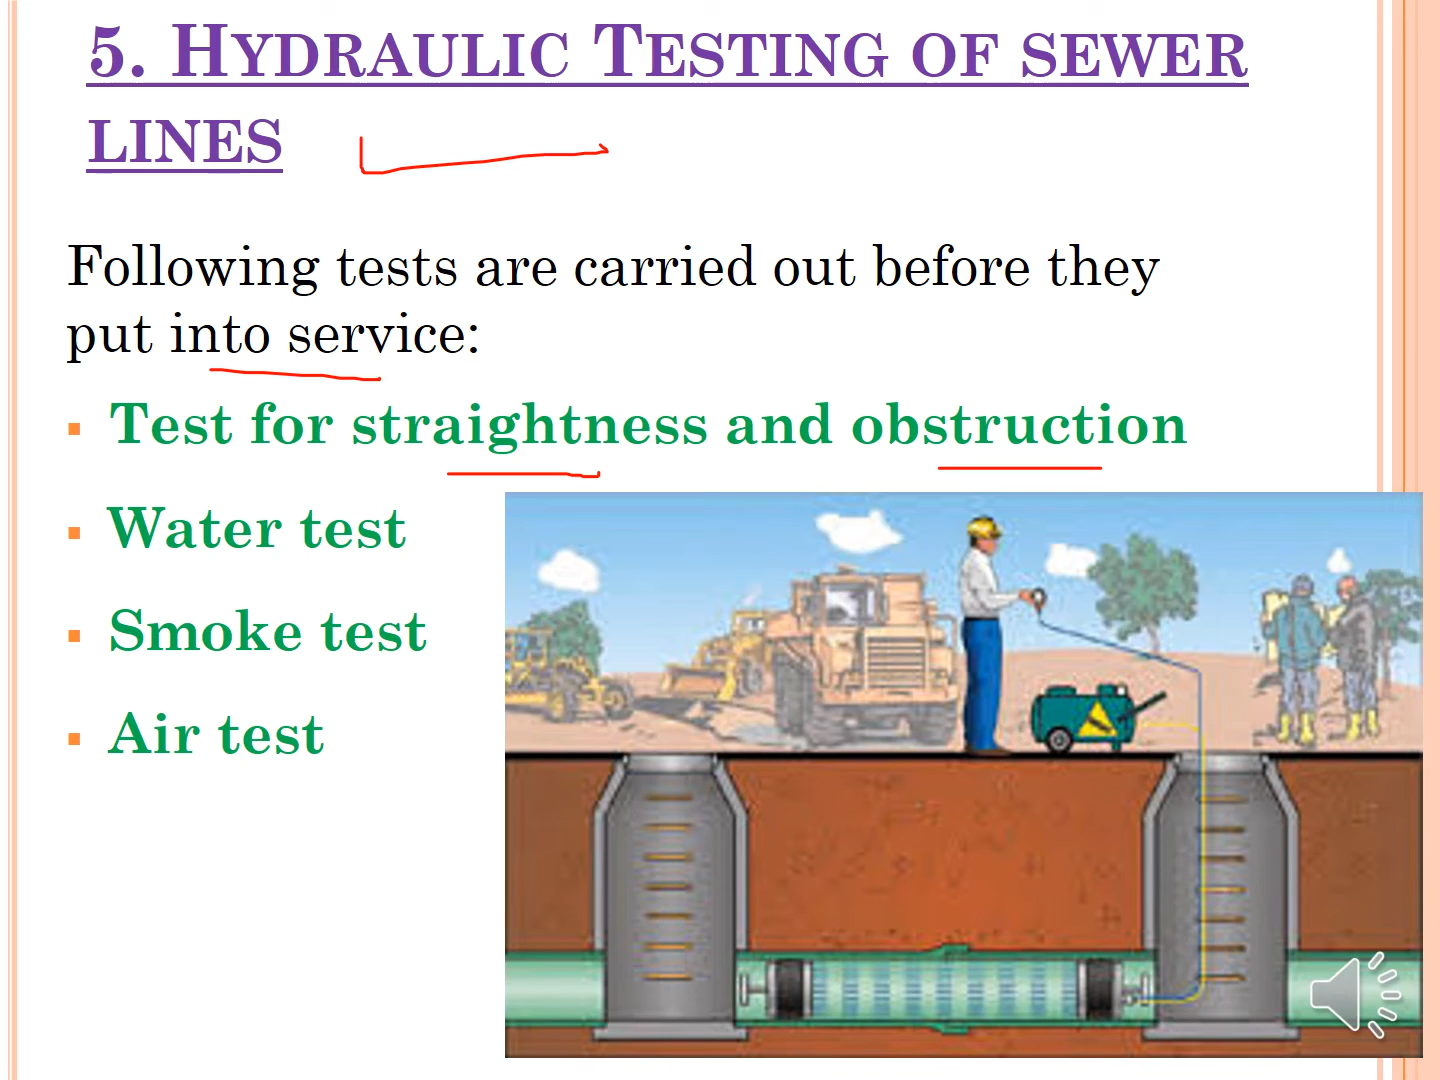 5. HYDRAULIC TESTING OF SEWER
LINES
Following tests are carried out before they
put into service:
▪ Test for straightness and obstruction
▪ Water test
▪ Smoke test
▪ Air test